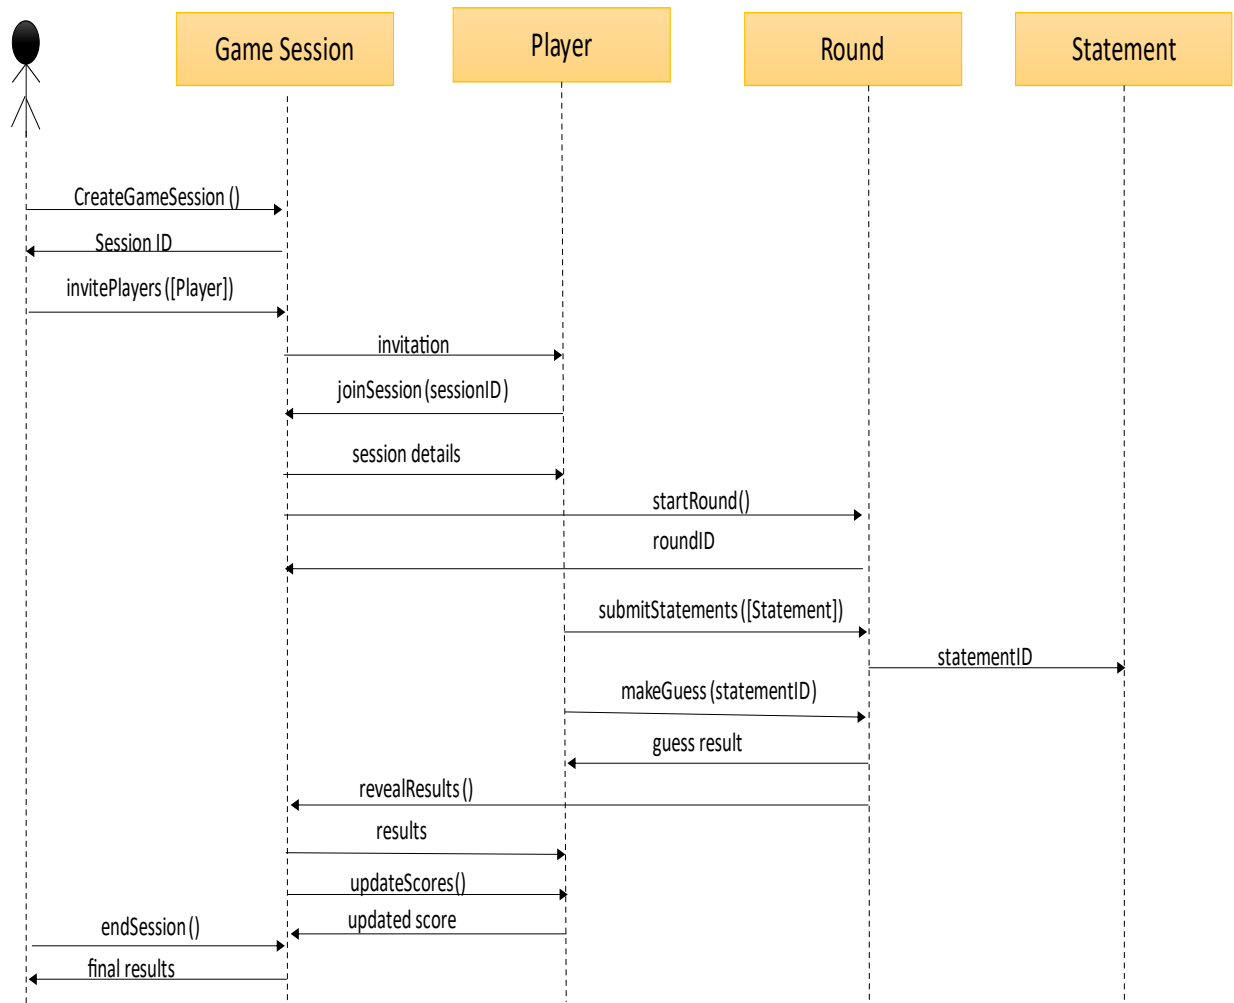 Game Session
Player
Round
Statement
CreateGameSession ()
Session ID
invitePlayers ([Player])
invitation
joinSession (sessionID)
session details
startRound()
roundID
submitStatements ([Statement])
statementID
makeGuess (statementID)
guess result
revealResults ()
results
updateScores()
updated score
endSession ()
final results